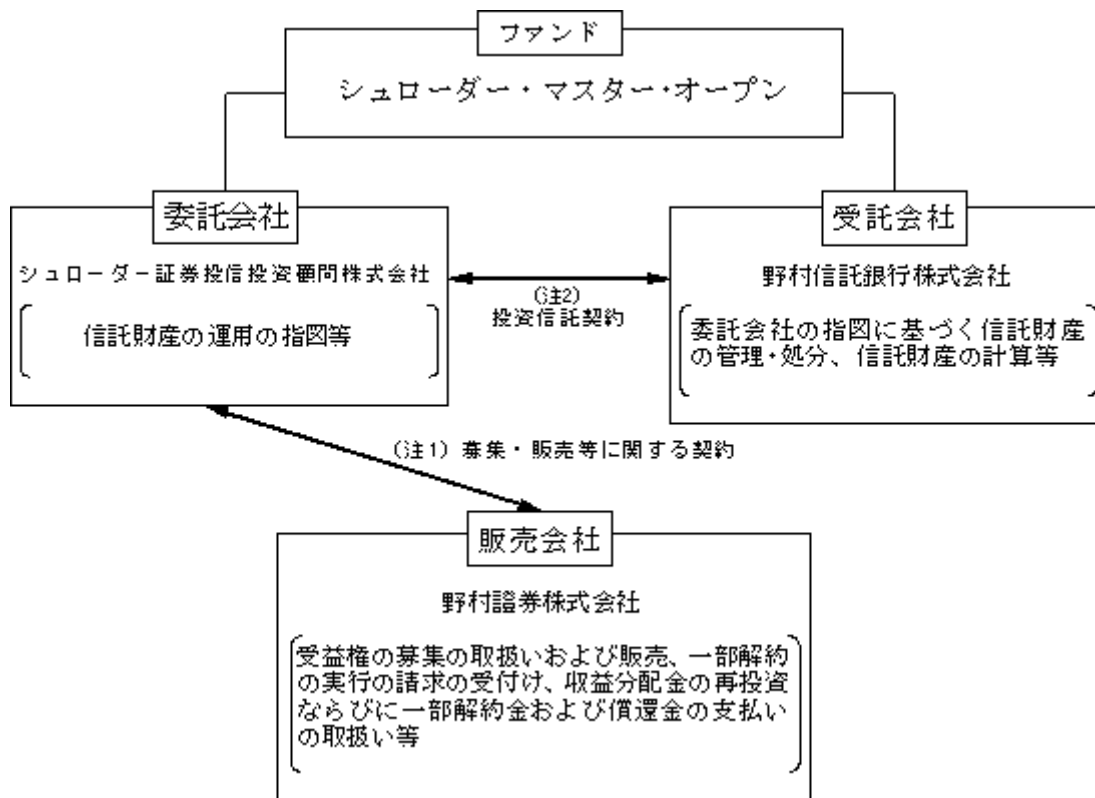 ファンド
シュローダー・マスター・オープン
委託会社
シュローダー証券投信投資顧問株式会社
信託財産の運用の指図等
(注2)
投資信託契約
受託会社
野村信託銀行株式会社
委託会社の指図に基づく信託財産
の管理・処分、信託財産の計算等
(注1) 募集・販売等に関する契約
販売会社
野村證券株式会社
受益権の募集の取扱いおよび販売、一部解約
の実行の請求の受付け、収益分配金の再投資
ならびに一部解約金および償還金の支払い
の取扱い等